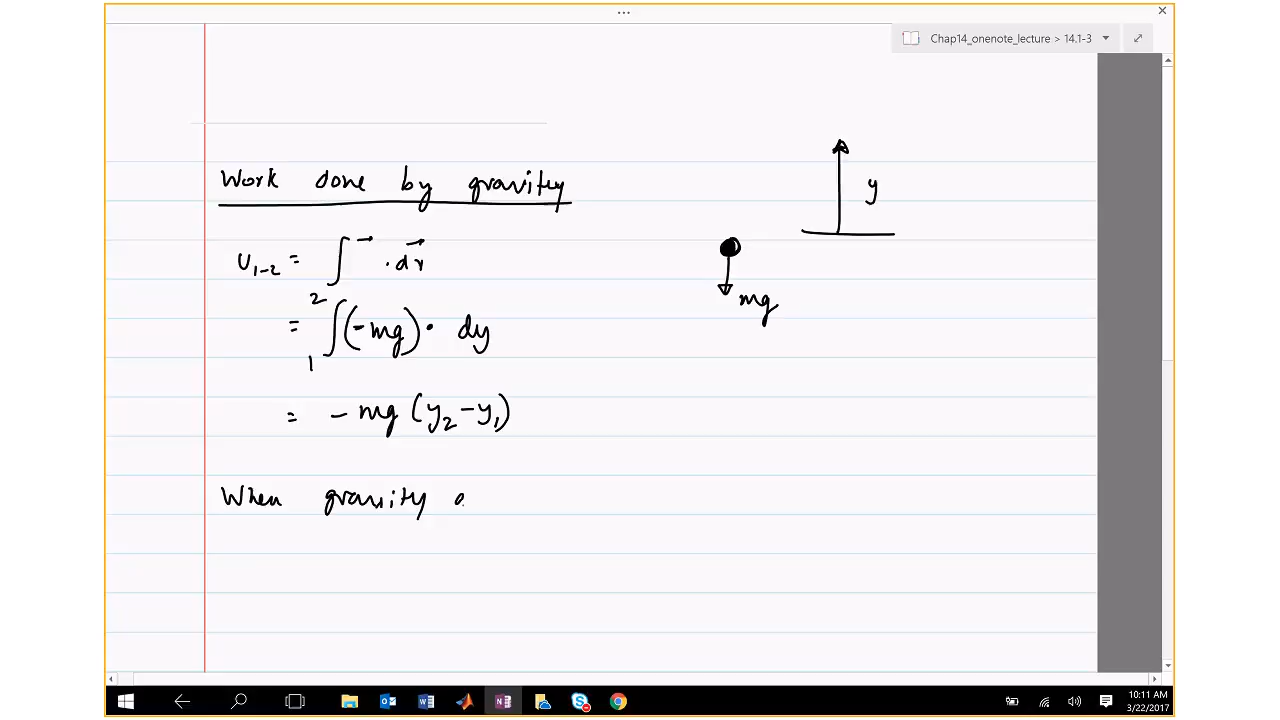 ...
Chap14_onenote_lecture > 14.1-3
Work done by gravity
y
U₁₋₂ = ∫ → · dr⃗
mg
= ∫₁² (-mg) · dy
= - mg (y₂ - y₁)
When gravity
10:11 AM
3/22/2017